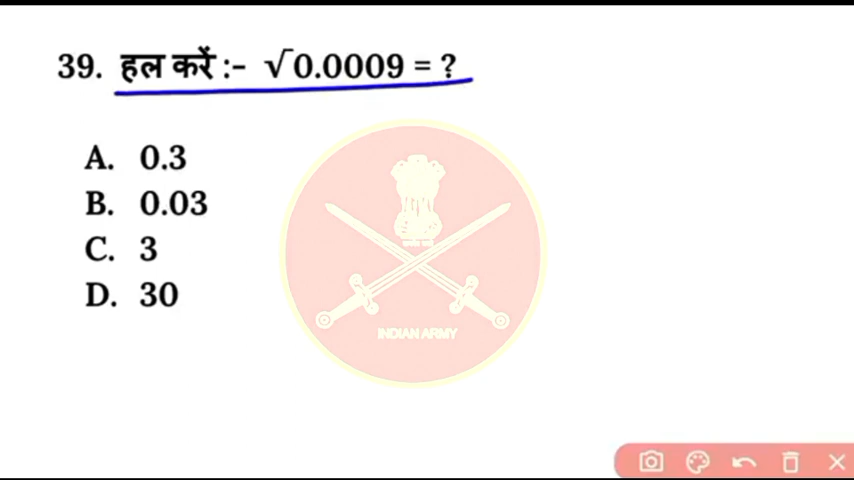 39. हल करें :- √0.0009 = ?
A. 0.3
B. 0.03
C. 3
D. 30
INDIAN ARMY